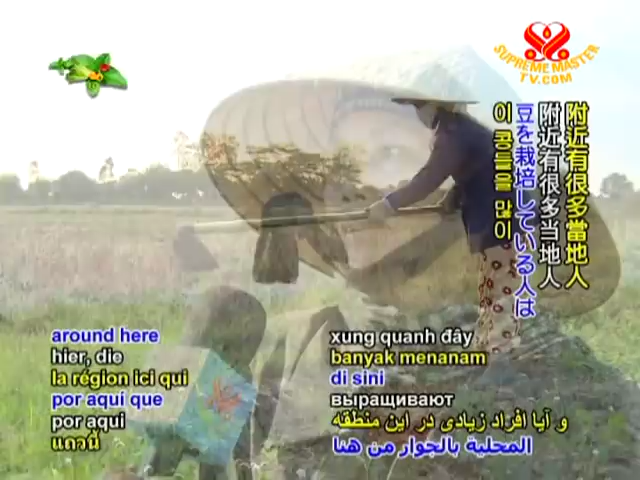 SUPREME MASTER
TV.COM
附近有很多當地人
附近有很多当地人
豆を栽培している人は
이 콩들을 많이
around here
hier, die
la région ici qui
por aquí que
por aqui
แถวนี้
xung quanh đây
banyak menanam
di sini
выращивают
و آیا افراد زیادی در این منطقه
المحلية بالجوار من هنا